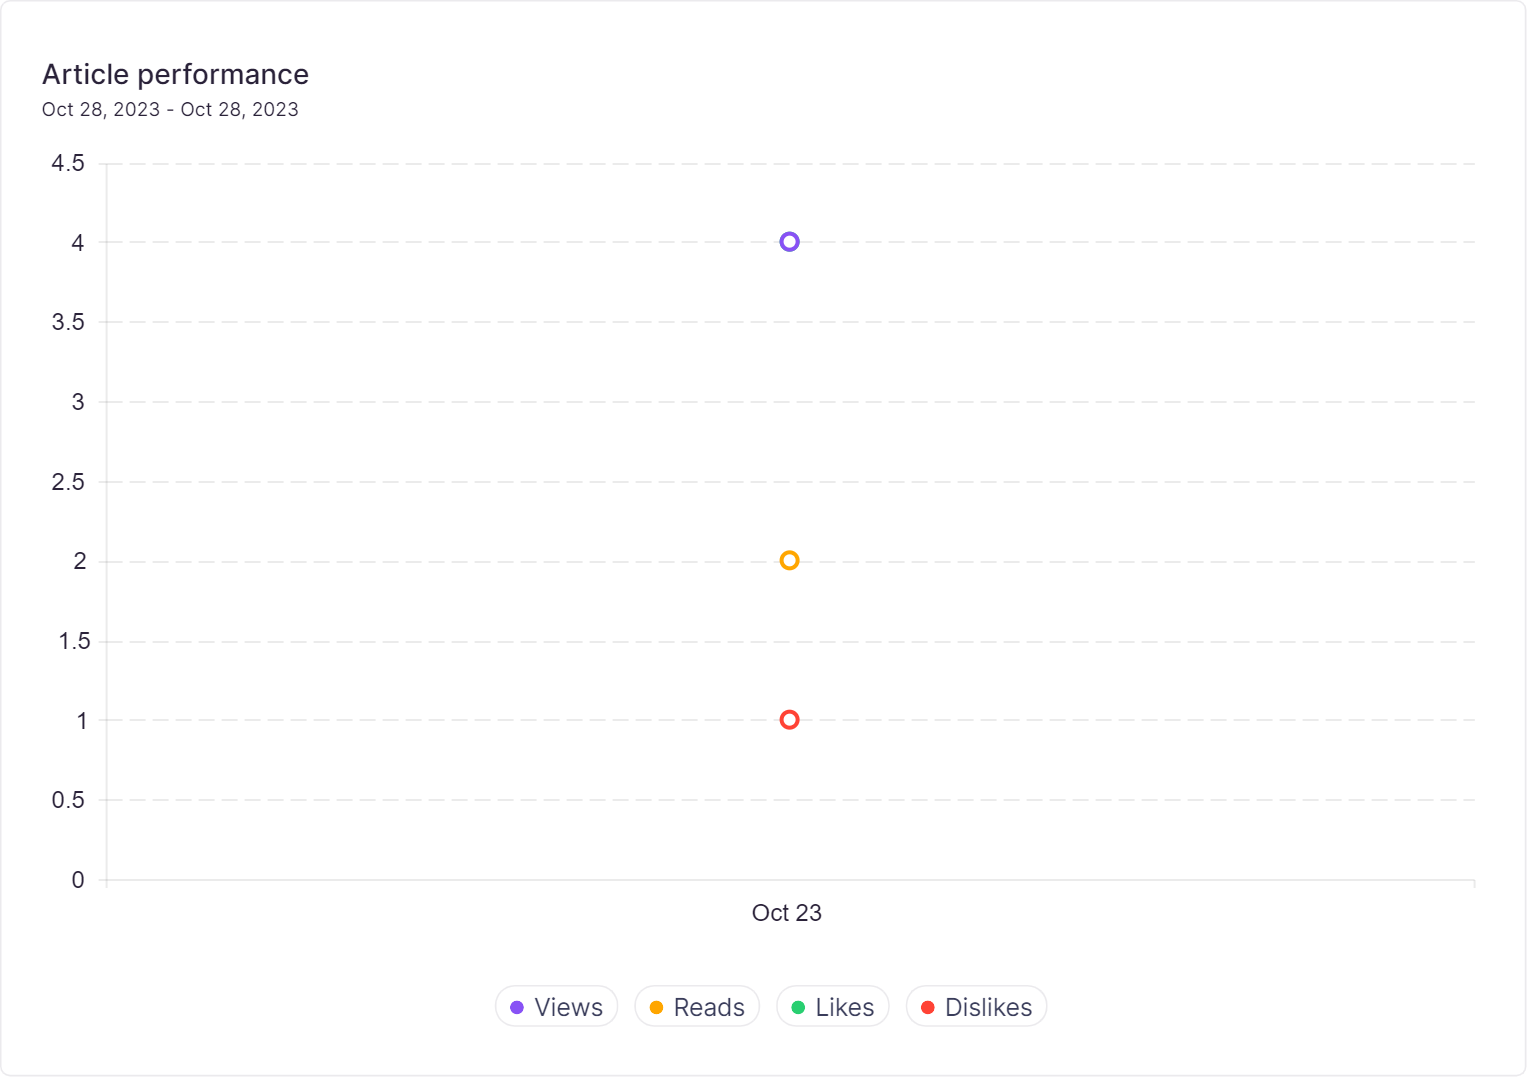 Article performance
Oct 28, 2023 - Oct 28, 2023
4.5
4
3.5
3
2.5
2
1.5
1
0.5
0
Oct 23
Views Reads Likes Dislikes